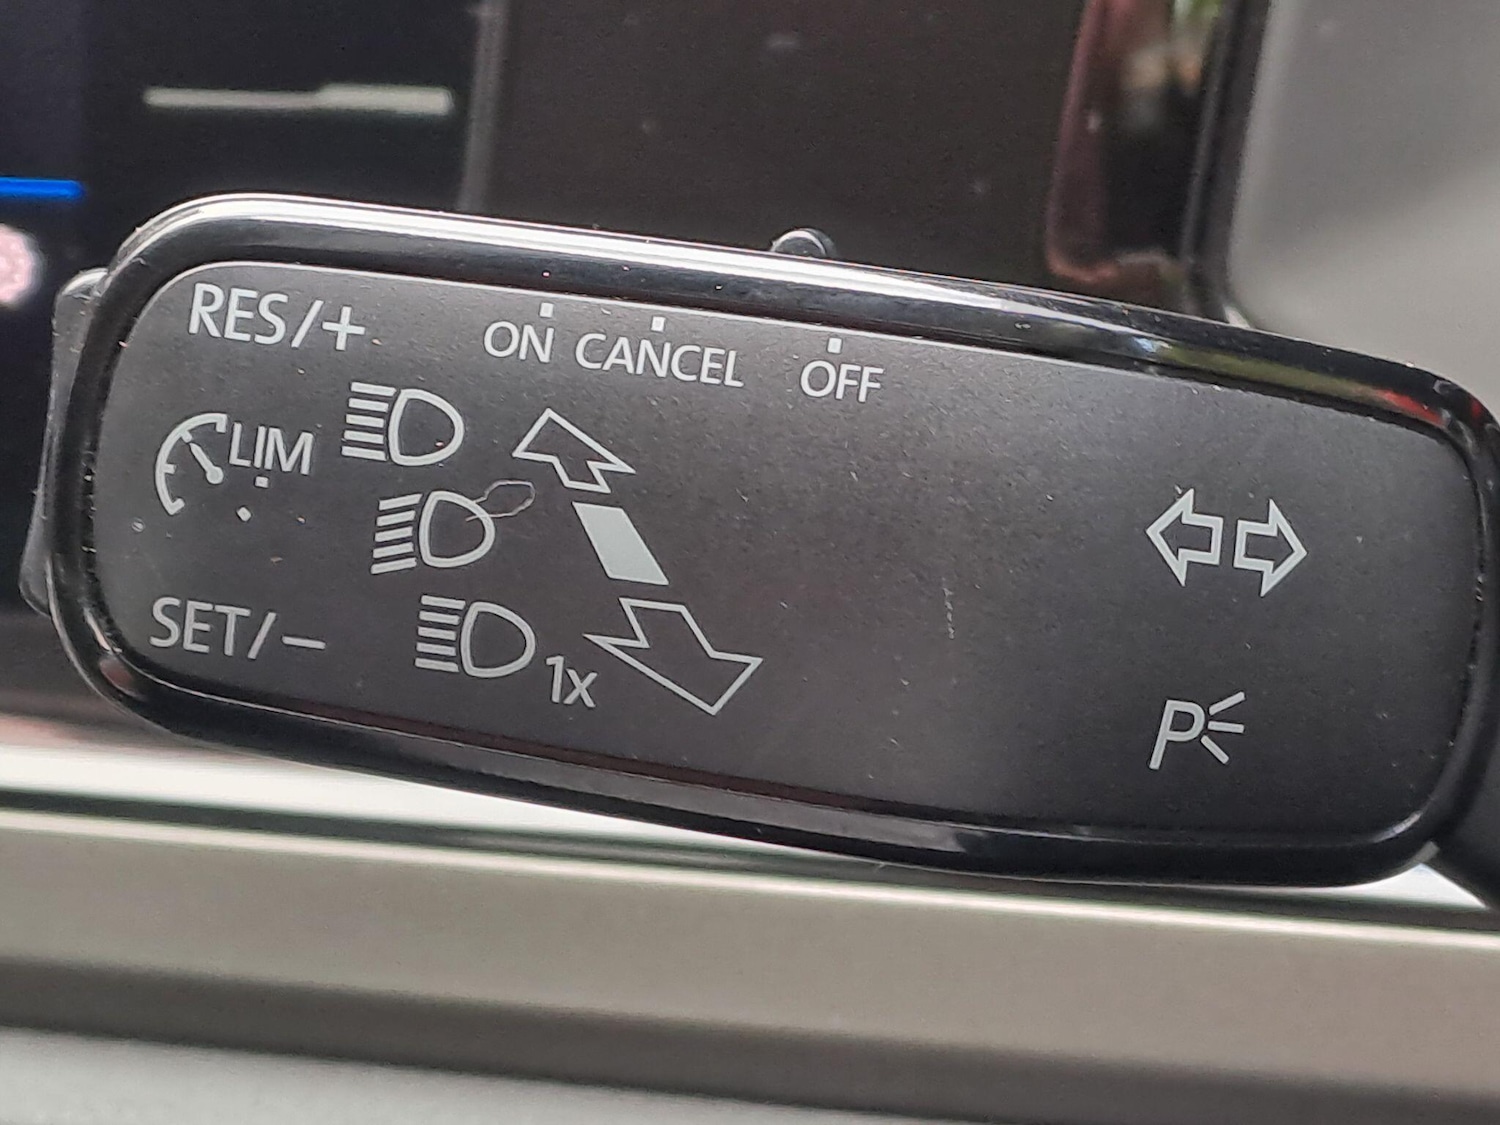 RES/+
ON CANCEL OFF
LIM
SET/−
1x
P